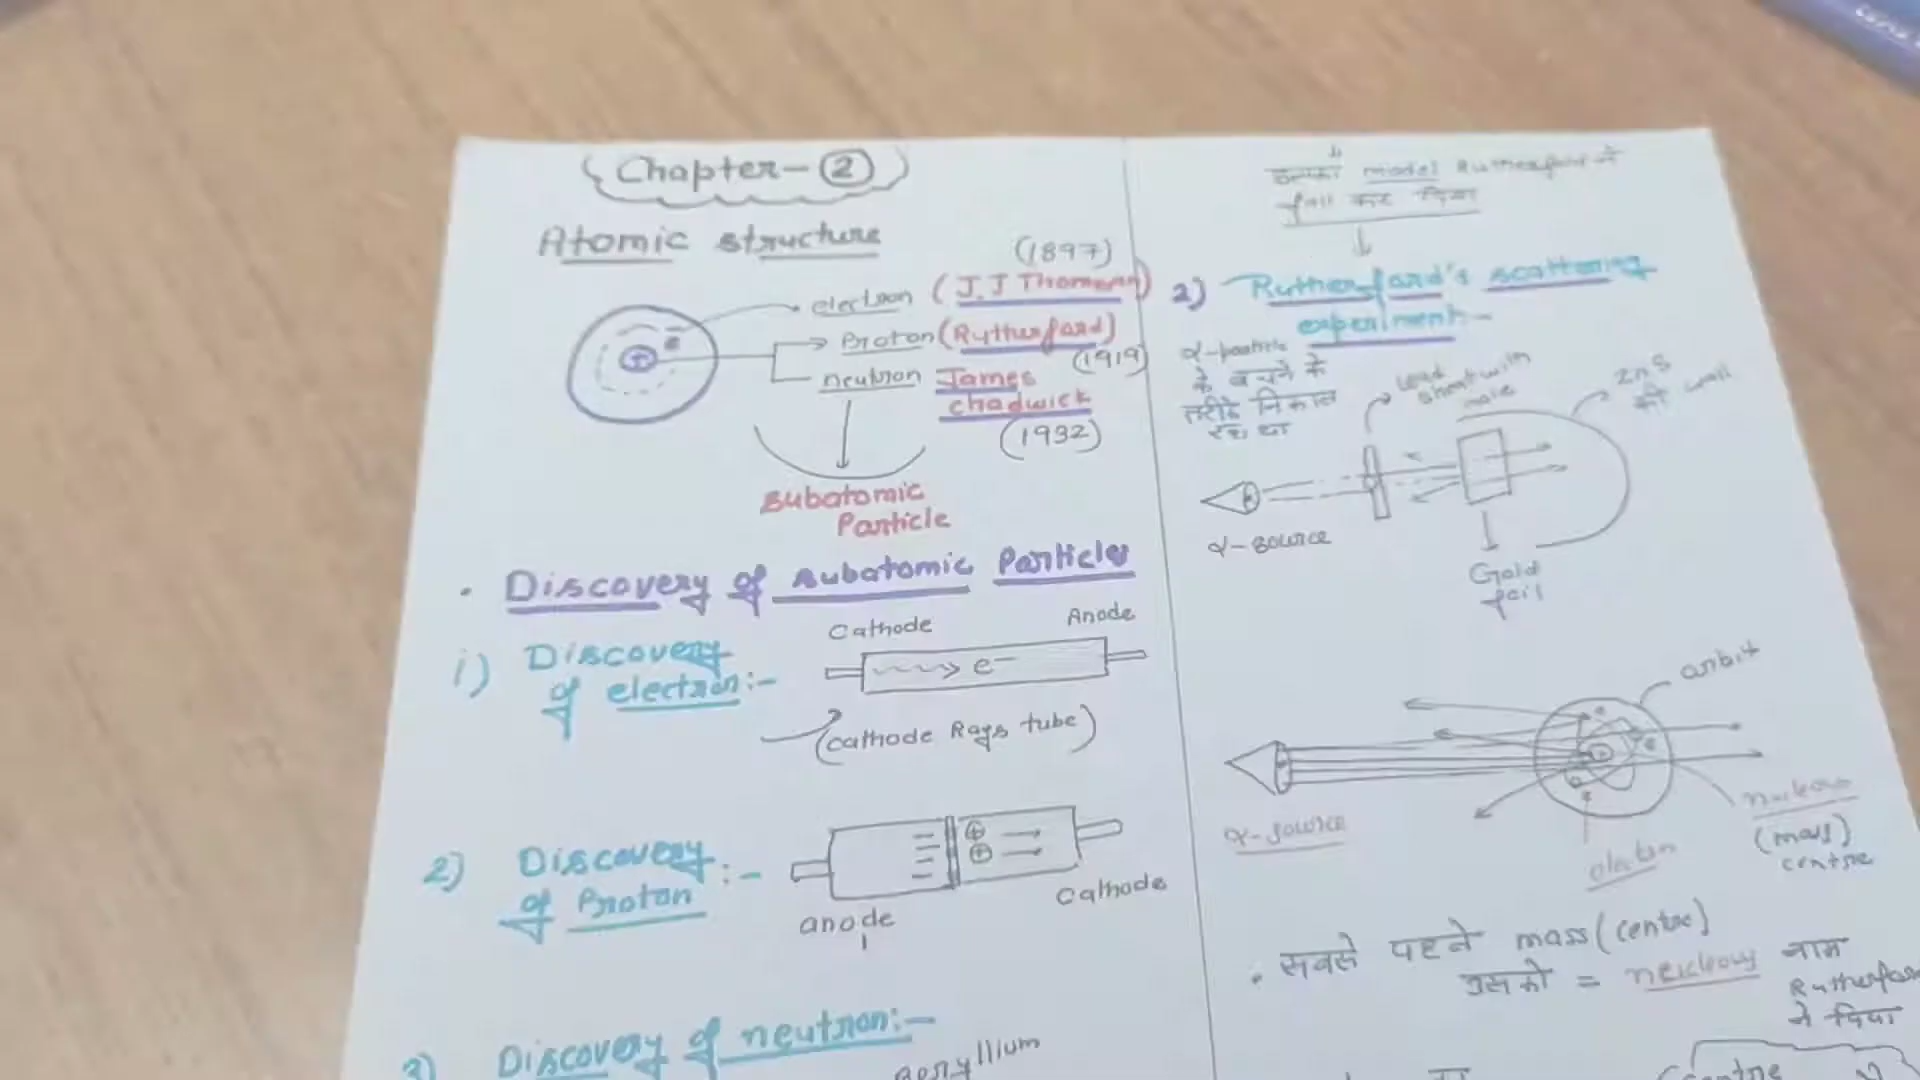 Chapter - 2
Atomic structure
(1897)
electron (J.J Thomson)
Proton (Rutherford)
(1919)
neutron James
chadwick
(1932)
Subatomic
Particle
. Discovery of subatomic Particles
i) Discovery
of electron:-
Cathode Anode
e⁻
(Cathode Rays tube)
2) Discovery
of Proton :-
anode
Cathode
3) Discovery of neutron:-
Beryllium
model Rutherford ने
fail कर दिया
2) Rutherford's scattering
experiment:-
α-particle
के बचने के
तरीके निकाल
रहा था
ZnS
की wall
α-source
Gold
foil
orbit
α-source
(mass)
centre
. सबसे पहले mass (centre)
उसको = नाम
Rutherford
ने दिया
(centre